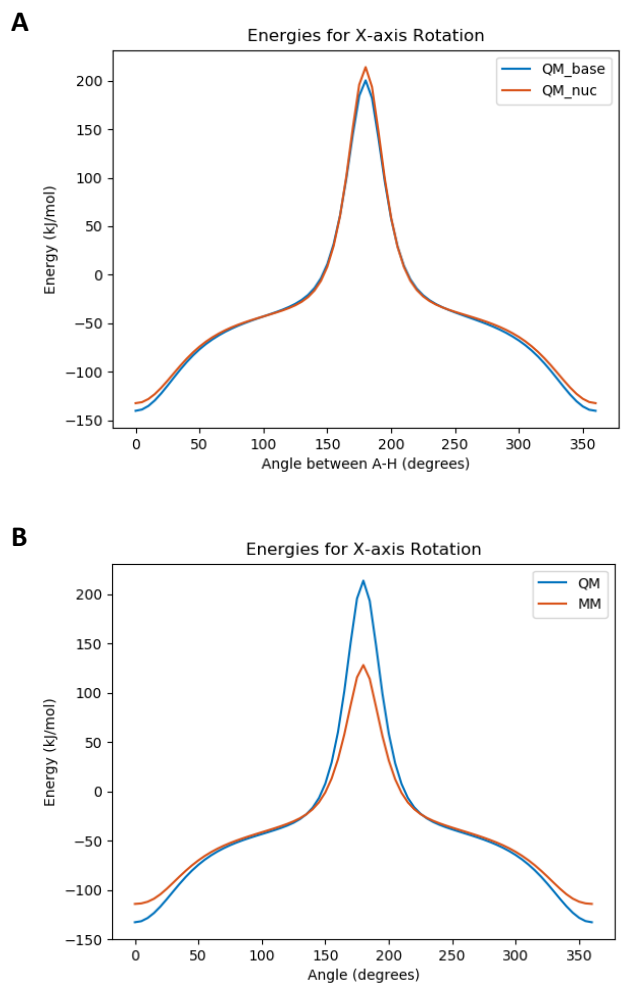 A
Energies for X-axis Rotation
QM_base
QM_nuc
Energy (kJ/mol)
200
150
100
50
0
−50
−100
−150
0 50 100 150 200 250 300 350
Angle between A-H (degrees)
B
Energies for X-axis Rotation
QM
MM
Energy (kJ/mol)
200
150
100
50
0
−50
−100
−150
0 50 100 150 200 250 300 350
Angle (degrees)